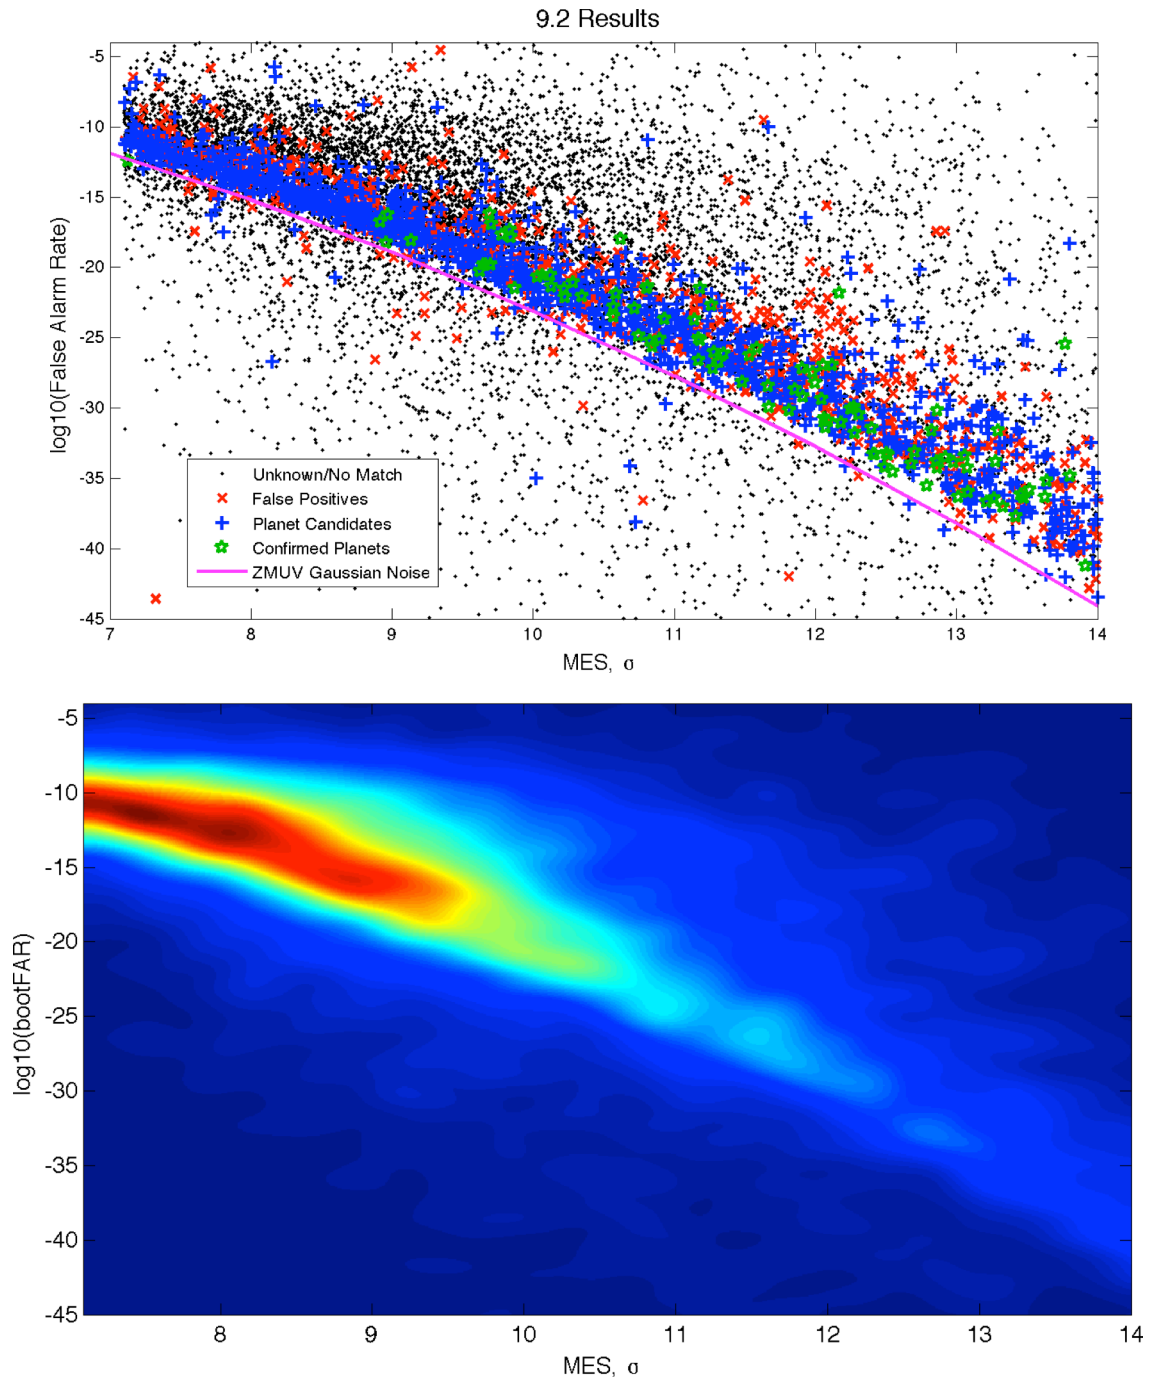 9.2 Results
-5
-10
-15
-20
-25
-30
-35
-40
-45
log10(False Alarm Rate)
Unknown/No Match
False Positives
Planet Candidates
Confirmed Planets
ZMUV Gaussian Noise
7 8 9 10 11 12 13 14
MES, σ
-5
-10
-15
-20
-25
-30
-35
-40
-45
log10(bootFAR)
8 9 10 11 12 13 14
MES, σ